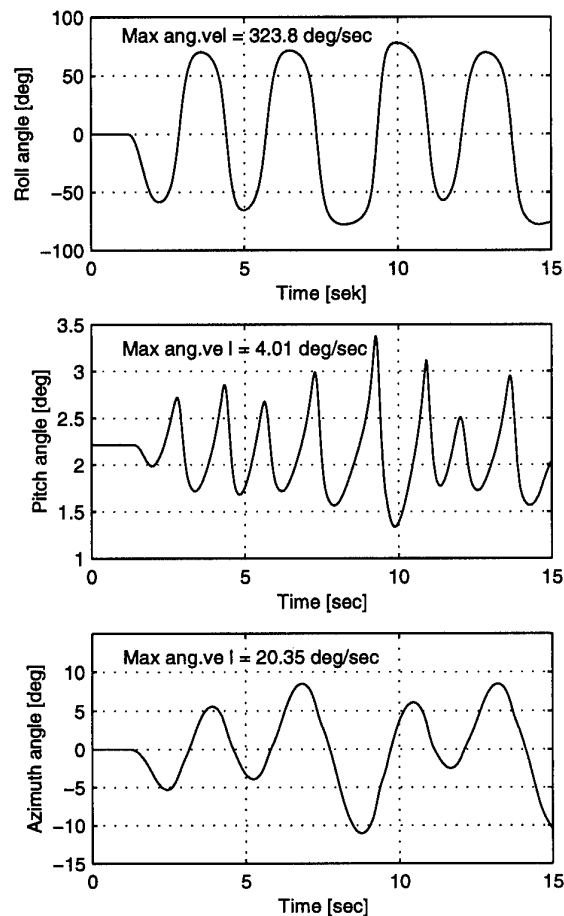 Max ang.vel = 323.8 deg/sec
Roll angle [deg]
100
50
0
−50
−100
0 5 10 15
Time [sek]
Max ang.ve l = 4.01 deg/sec
Pitch angle [deg]
3.5
3
2.5
2
1.5
1
0 5 10 15
Time [sec]
Max ang.ve l = 20.35 deg/sec
Azimuth angle [deg]
10
5
0
−5
−10
−15
0 5 10 15
Time [sec]